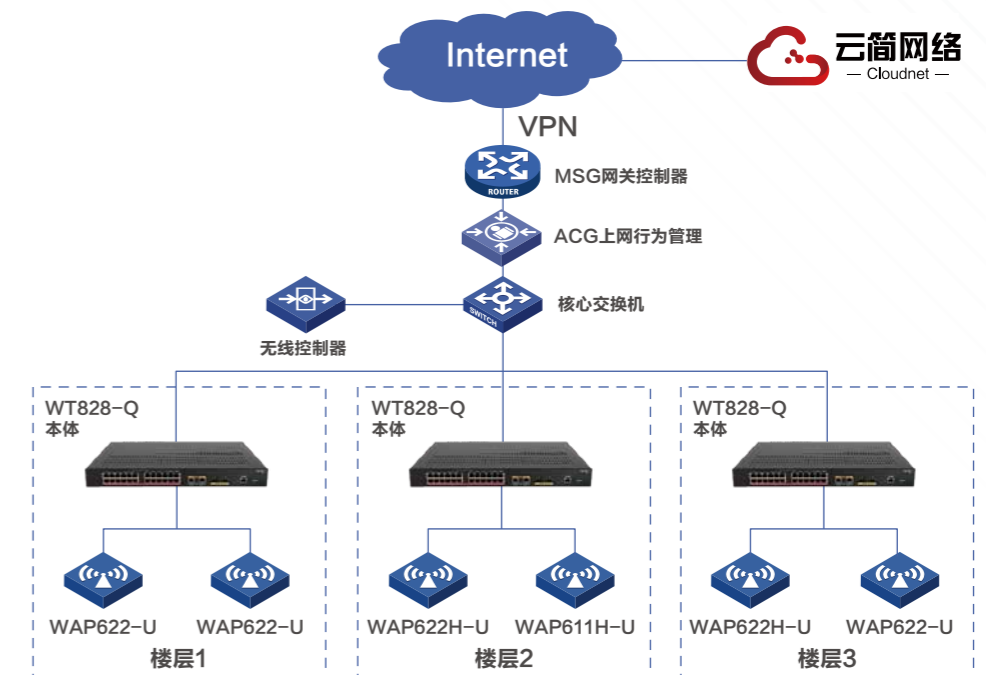 Internet
云简网络
Cloudnet
VPN
ROUTER
MSG网关控制器
ACG上网行为管理
SWITCH
核心交换机
无线控制器
WT828-Q
本体
WT828-Q
本体
WT828-Q
本体
WAP622-U
WAP622-U
WAP622H-U
WAP611H-U
WAP622H-U
WAP622-U
楼层1
楼层2
楼层3